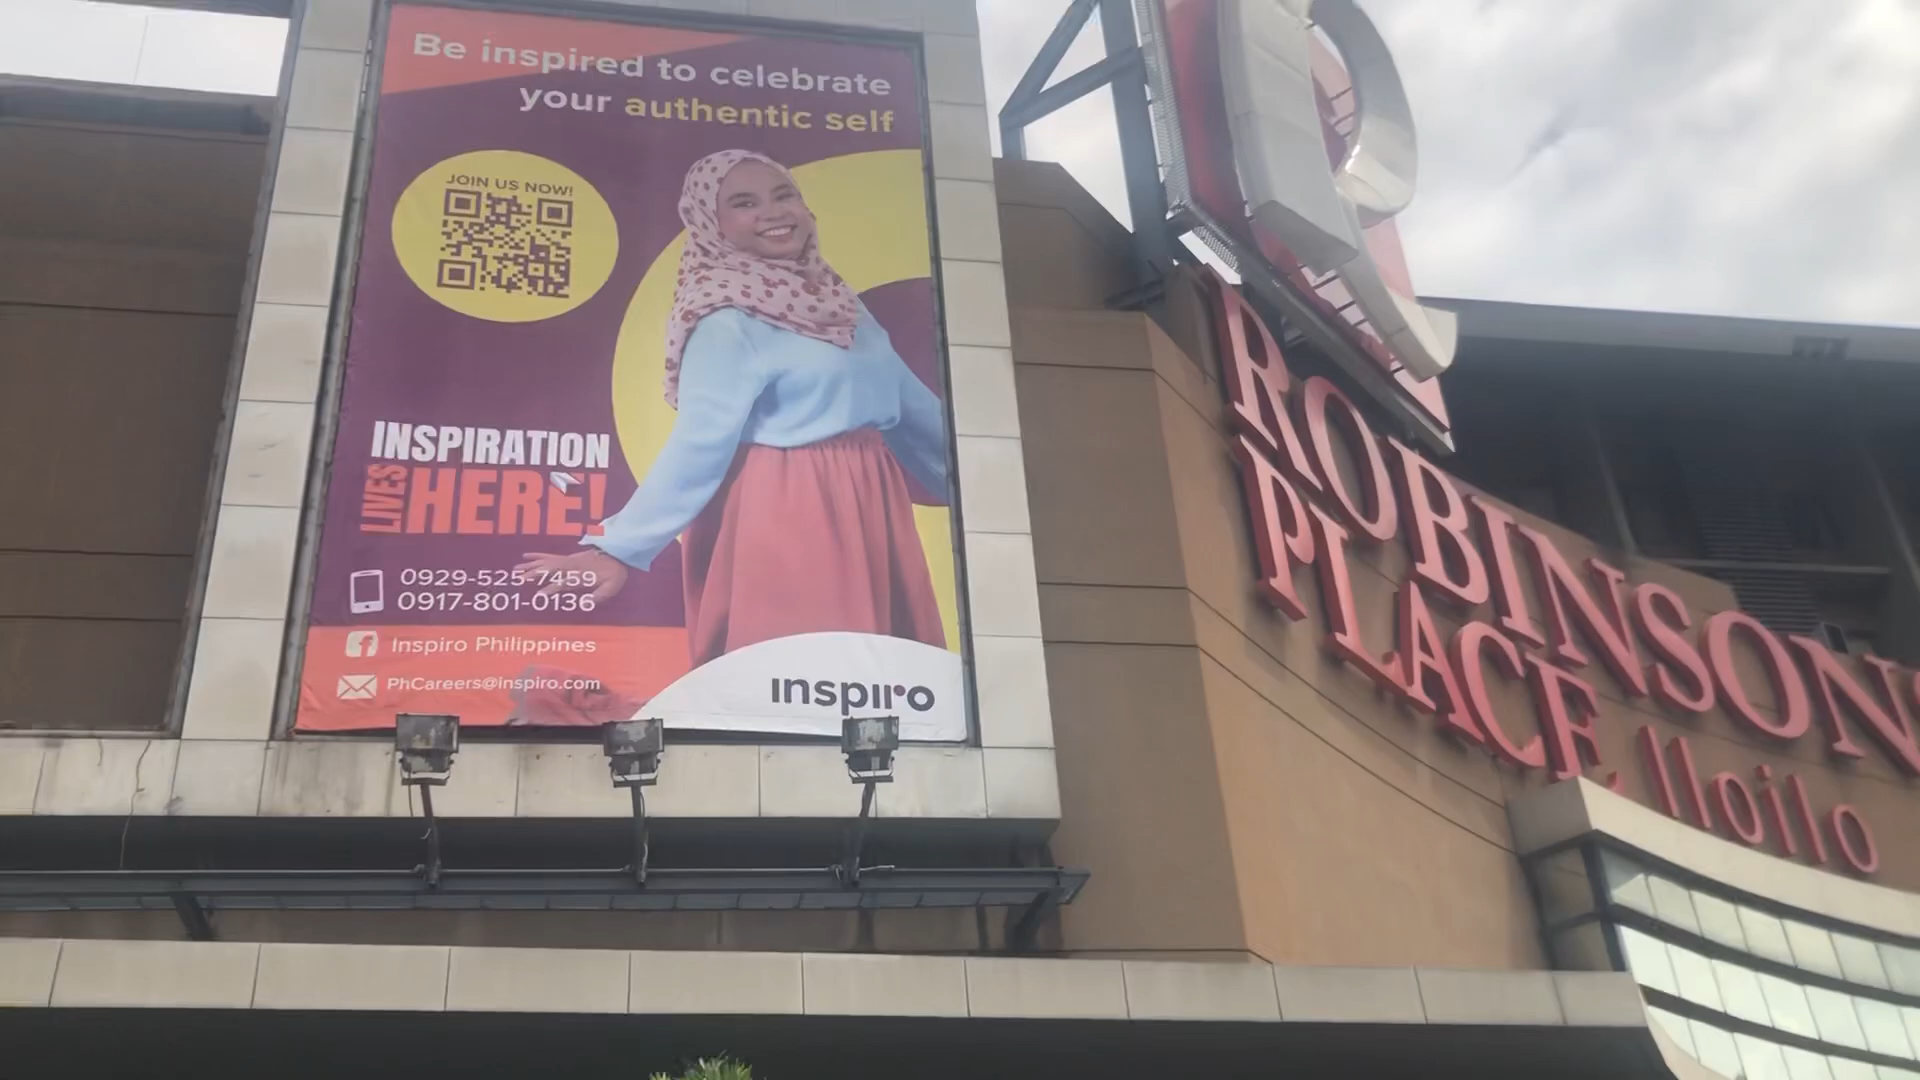 Be inspired to celebrate
your authentic self
JOIN US NOW!
INSPIRATION
LIVES
HERE!
0929-525-7459
0917-801-0136
Inspiro Philippines
PhCareers@inspiro.com
inspiro
ROBINSONS
PLACE
Iloilo